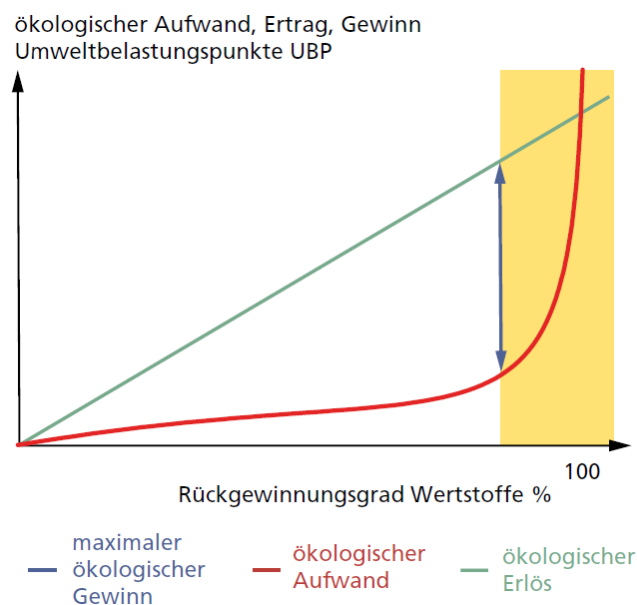 ökologischer Aufwand, Ertrag, Gewinn
Umweltbelastungspunkte UBP
100
Rückgewinnungsgrad Wertstoffe %
maximaler
ökologischer
Gewinn
ökologischer
Aufwand
ökologischer
Erlös